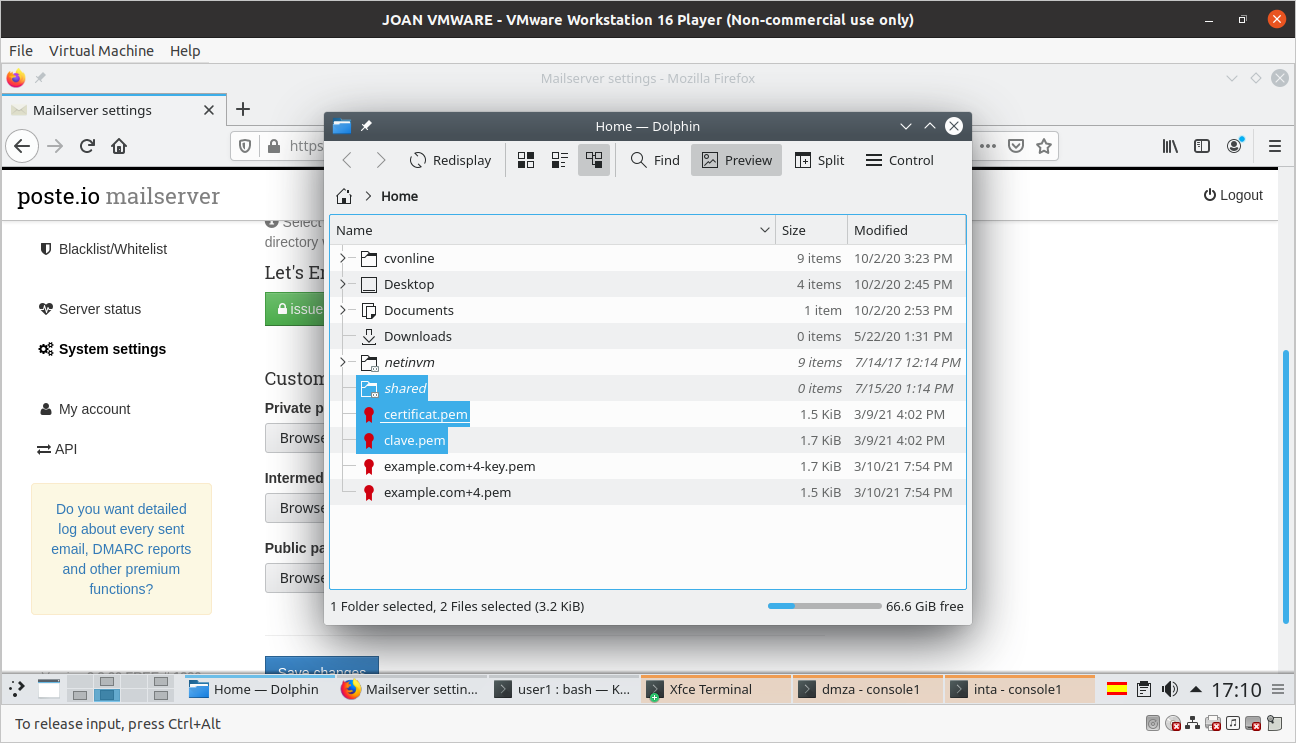 JOAN VMWARE - VMware Workstation 16 Player (Non-commercial use only)
File Virtual Machine Help
Mailserver settings - Mozilla Firefox
Mailserver settings
https
Home — Dolphin
Redisplay Find Preview Split Control
Home
Name Size Modified
cvonline 9 items 10/2/20 3:23 PM
Desktop 4 items 10/2/20 2:45 PM
Documents 1 item 10/2/20 2:53 PM
Downloads 0 items 5/22/20 1:31 PM
netinvm 9 items 7/14/17 12:14 PM
shared 0 items 7/15/20 1:14 PM
certificat.pem 1.5 KiB 3/9/21 4:02 PM
clave.pem 1.7 KiB 3/9/21 4:02 PM
example.com+4-key.pem 1.7 KiB 3/10/21 7:54 PM
example.com+4.pem 1.5 KiB 3/10/21 7:54 PM
1 Folder selected, 2 Files selected (3.2 KiB) 66.6 GiB free
poste.io mailserver
Logout
Blacklist/Whitelist
Server status
System settings
My account
API
Do you want detailed
log about every sent
email, DMARC reports
and other premium
functions?
Select
directory
Let's En
issue
Custom
Private p
Browse
Intermed
Browse
Public pa
Browse
Save changes
Home — Dolphin Mailserver settin... user1 : bash — K... Xfce Terminal dmza - console1 inta - console1 17:10
To release input, press Ctrl+Alt